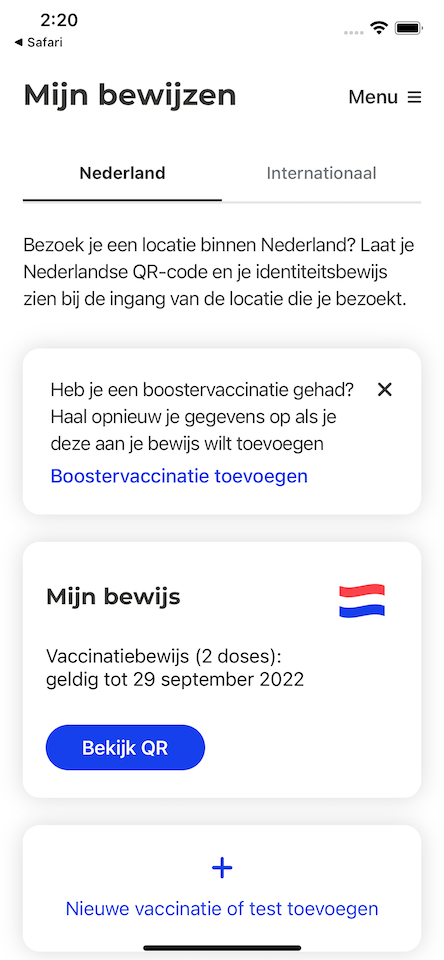 2:20
◀ Safari
Mijn bewijzen
Menu
Nederland
Internationaal
Bezoek je een locatie binnen Nederland? Laat je
Nederlandse QR-code en je identiteitsbewijs
zien bij de ingang van de locatie die je bezoekt.
Heb je een boostervaccinatie gehad?
Haal opnieuw je gegevens op als je
deze aan je bewijs wilt toevoegen
Boostervaccinatie toevoegen
Mijn bewijs
Vaccinatiebewijs (2 doses):
geldig tot 29 september 2022
Bekijk QR
Nieuwe vaccinatie of test toevoegen